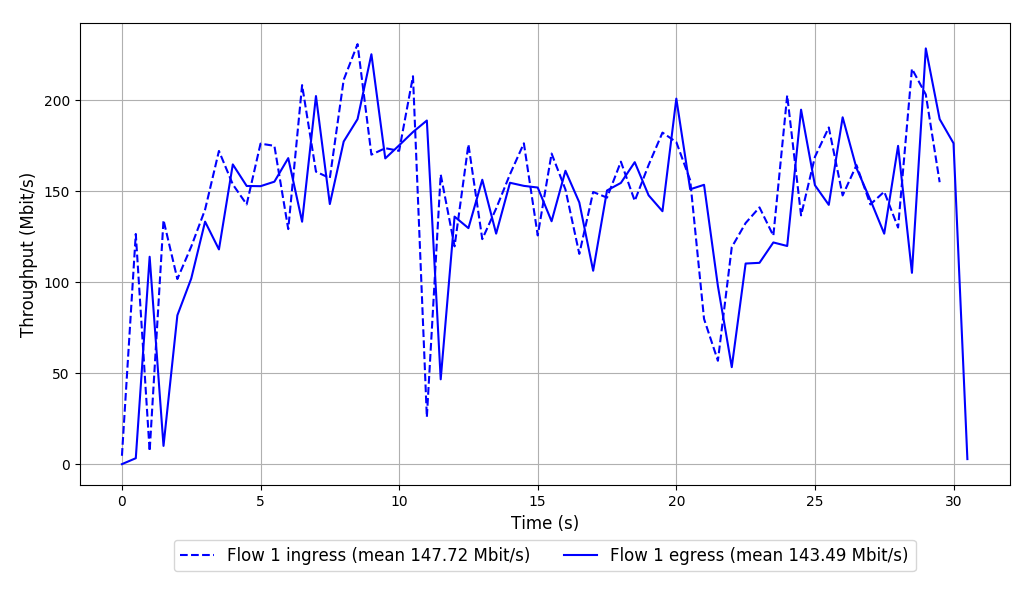 Throughput (Mbit/s)
200
150
100
50
0
0 5 10 15 20 25 30
Time (s)
Flow 1 ingress (mean 147.72 Mbit/s) Flow 1 egress (mean 143.49 Mbit/s)